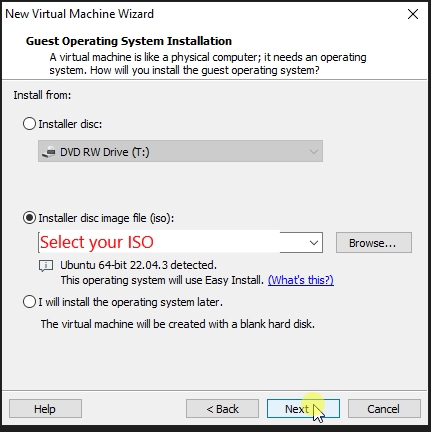 New Virtual Machine Wizard
Guest Operating System Installation
A virtual machine is like a physical computer; it needs an operating
system. How will you install the guest operating system?
Install from:
Installer disc:
DVD RW Drive (T:)
Installer disc image file (iso):
Select your ISO
Browse...
Ubuntu 64-bit 22.04.3 detected.
This operating system will use Easy Install. (What's this?)
I will install the operating system later.
The virtual machine will be created with a blank hard disk.
Help < Back Next > Cancel